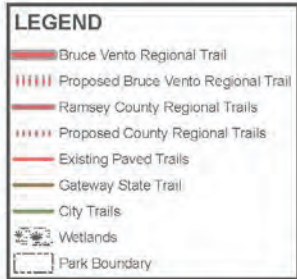 LEGEND
Bruce Vento Regional Trail
Proposed Bruce Vento Regional Trail
Ramsey County Regional Trails
Proposed County Regional Trails
Existing Paved Trails
Gateway State Trail
City Trails
Wetlands
Park Boundary